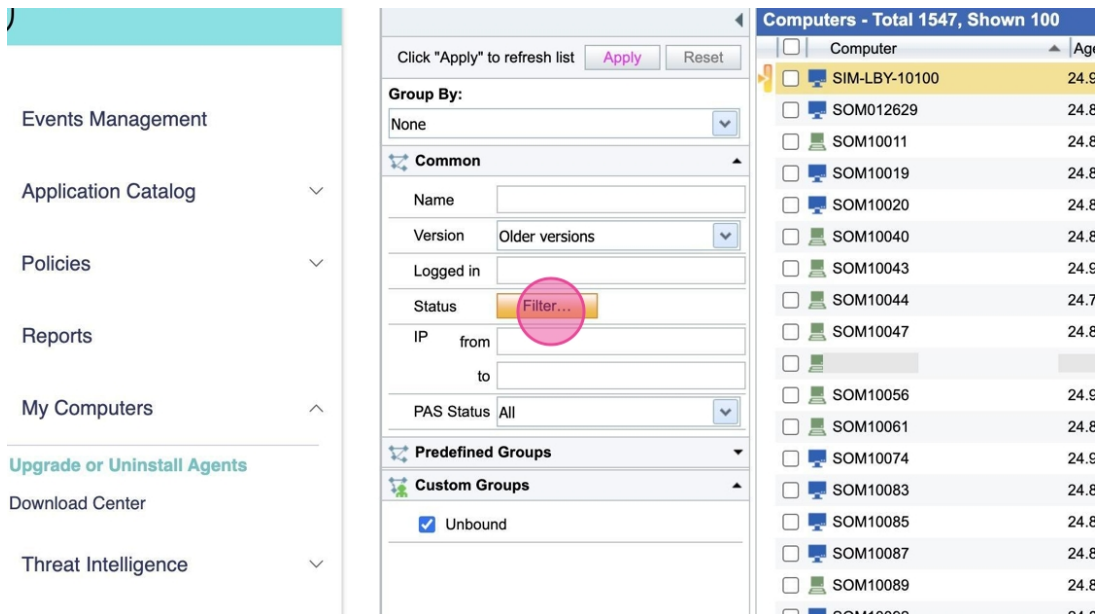 Events Management
Application Catalog
Policies
Reports
My Computers
Upgrade or Uninstall Agents
Download Center
Threat Intelligence
Click "Apply" to refresh list Apply Reset
Group By:
None
Common
Name
Version Older versions
Logged in
Status Filter...
IP from
to
PAS Status All
Predefined Groups
Custom Groups
Unbound
Computers - Total 1547, Shown 100
Computer
SIM-LBY-10100 24.9
SOM012629 24.8
SOM10011 24.8
SOM10019 24.8
SOM10020 24.8
SOM10040 24.8
SOM10043 24.9
SOM10044 24.7
SOM10047 24.8
SOM10056 24.9
SOM10061 24.8
SOM10074 24.9
SOM10083 24.8
SOM10085 24.8
SOM10087 24.8
SOM10089 24.8